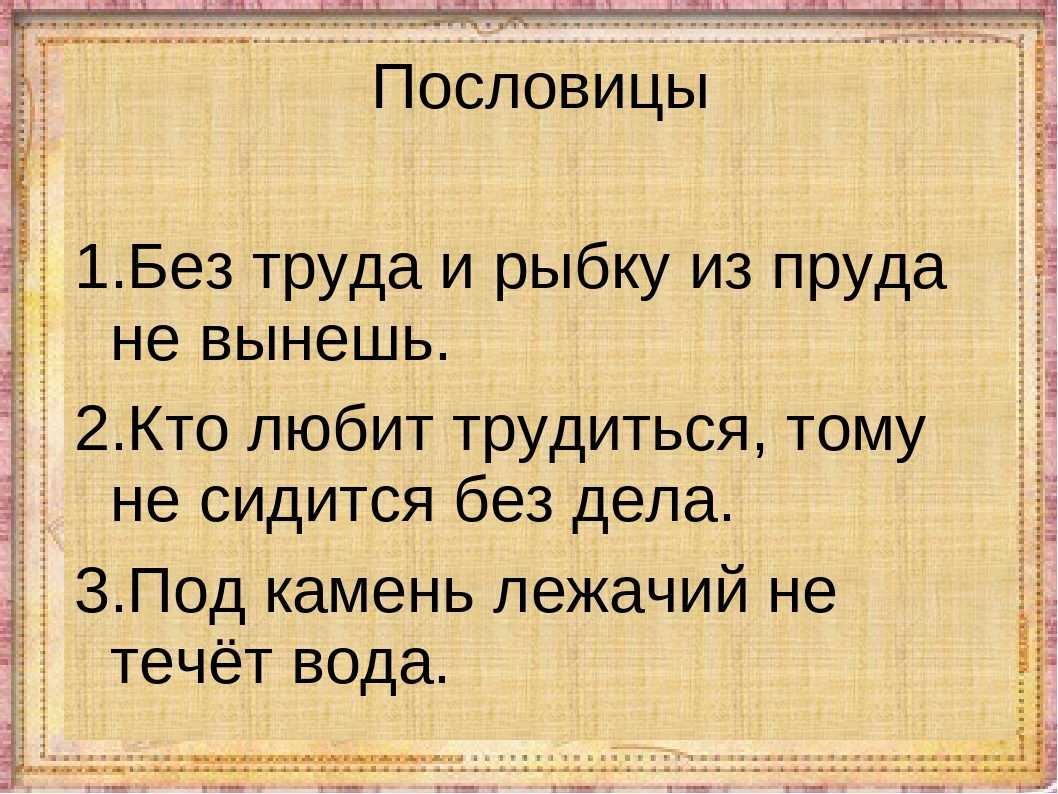 Пословицы
1.Без труда и рыбку из пруда
не вынешь.
2.Кто любит трудиться, тому
не сидится без дела.
3.Под камень лежачий не
течёт вода.